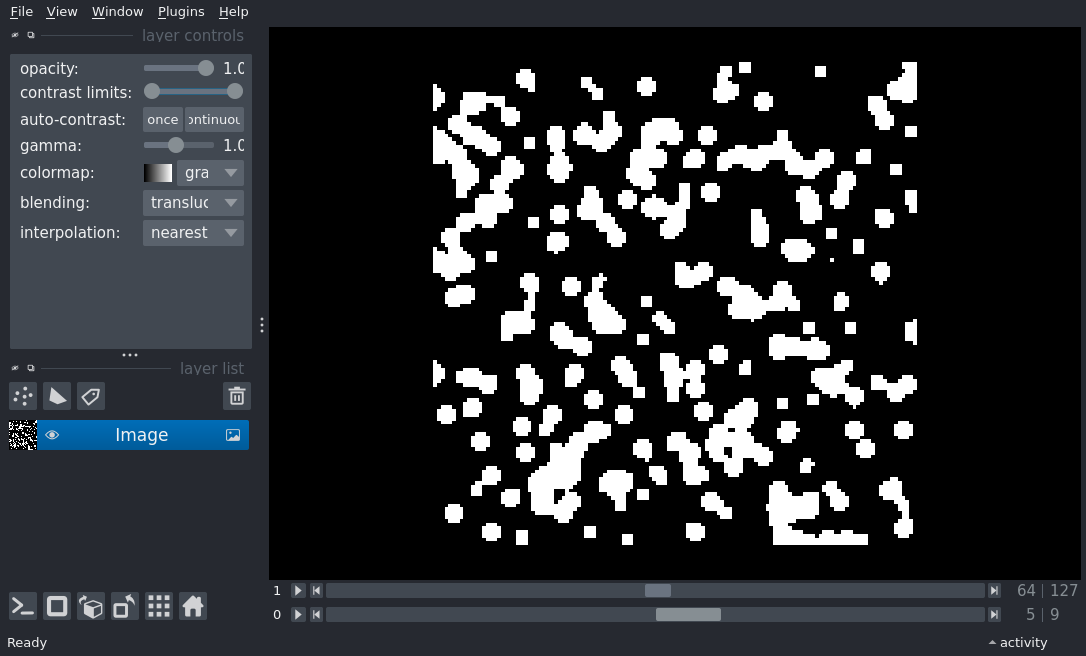 File View Window Plugins Help
layer controls
opacity: 1.0
contrast limits:
auto-contrast: once ontinuou
gamma: 1.0
colormap: gra
blending: transluc
interpolation: nearest
layer list
Image
1 64 | 127
0 5 | 9
Ready activity